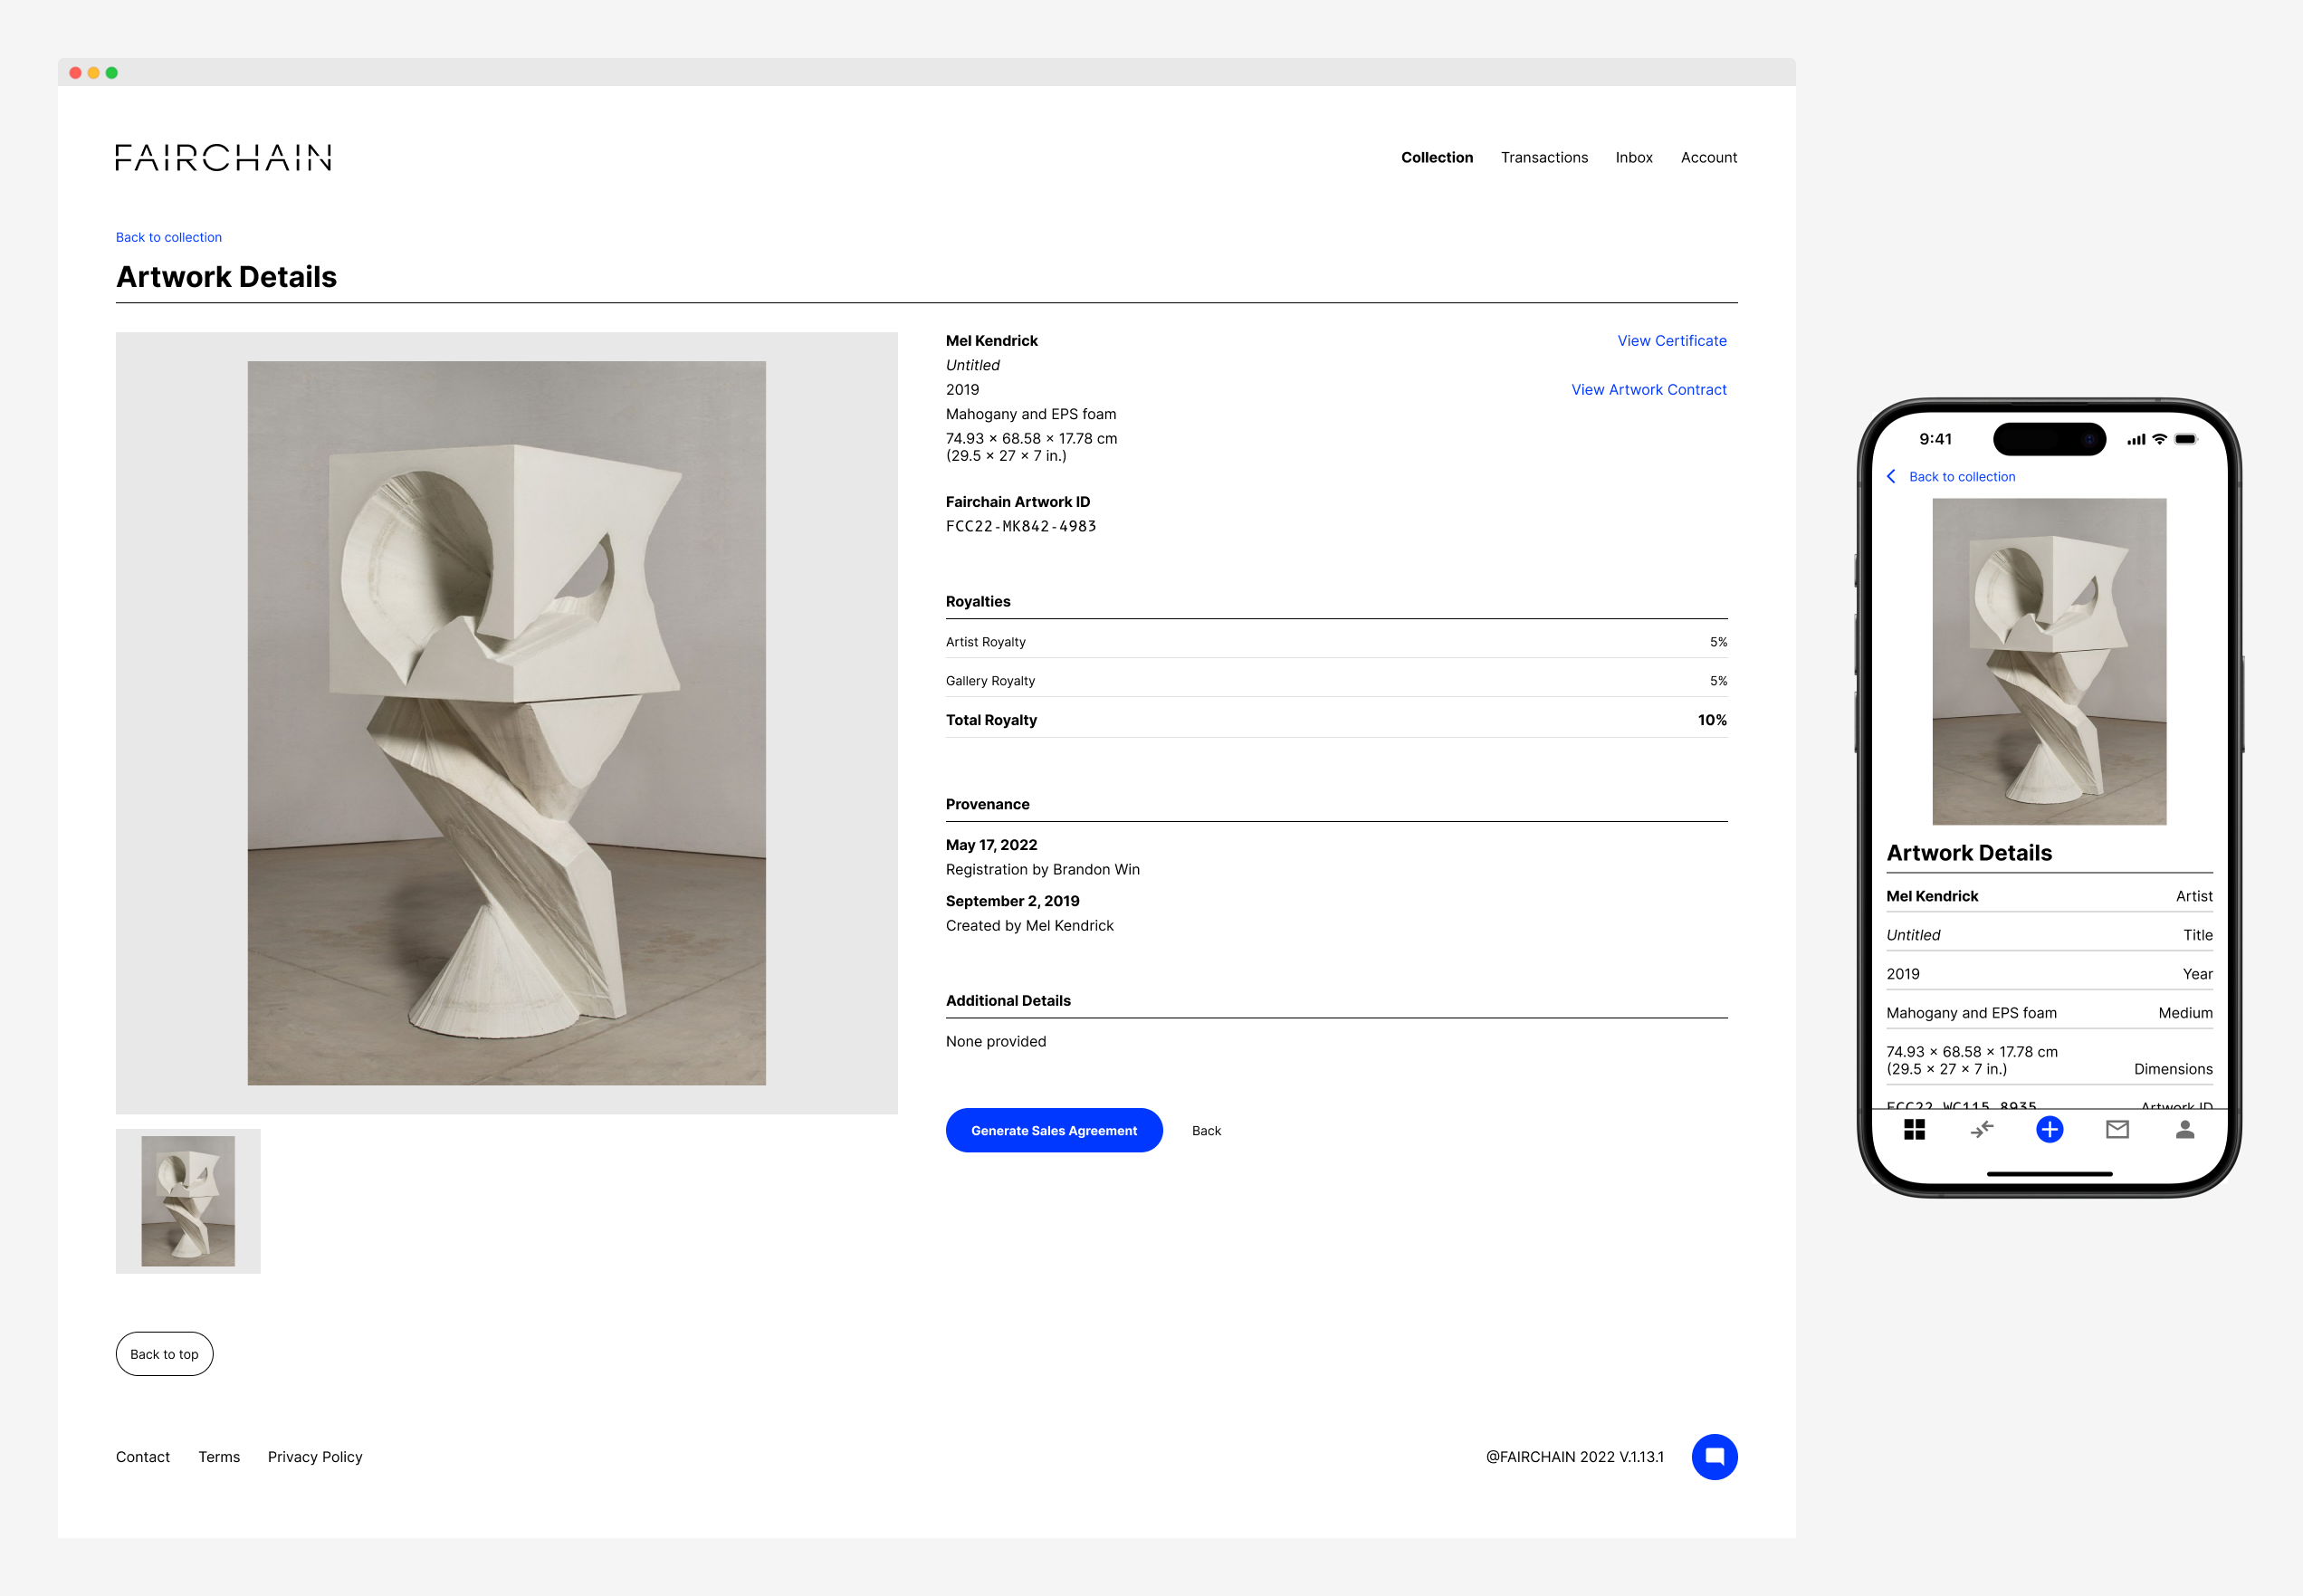 FAIRCHAIN
Collection Transactions Inbox Account
Back to collection
Artwork Details
Mel Kendrick View Certificate
Untitled
2019 View Artwork Contract
Mahogany and EPS foam
74.93 × 68.58 × 17.78 cm
(29.5 × 27 × 7 in.)
Fairchain Artwork ID
FCC22-MK842-4983
Royalties
Artist Royalty 5%
Gallery Royalty 5%
Total Royalty 10%
Provenance
May 17, 2022
Registration by Brandon Win
September 2, 2019
Created by Mel Kendrick
Additional Details
None provided
Generate Sales Agreement Back
Back to top
Contact Terms Privacy Policy @FAIRCHAIN 2022 V.1.13.1
9:41
Back to collection
Artwork Details
Mel Kendrick Artist
Untitled Title
2019 Year
Mahogany and EPS foam Medium
74.93 × 68.58 × 17.78 cm
(29.5 × 27 × 7 in.) Dimensions
FCC22-WC115-8935 Artwork ID